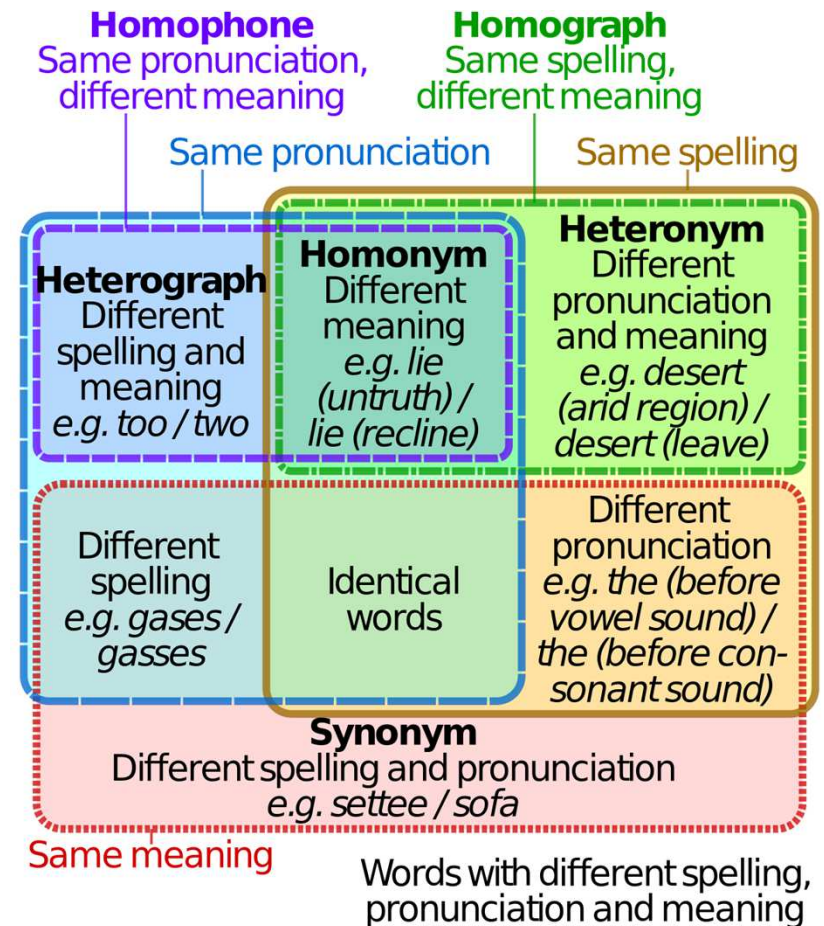 Homophone
Same pronunciation,
different meaning
Homograph
Same spelling,
different meaning
Same pronunciation
Same spelling
Heterograph
Different
spelling and
meaning
e.g. too / two
Homonym
Different
meaning
e.g. lie
(untruth) /
lie (recline)
Heteronym
Different
pronunciation
and meaning
e.g. desert
(arid region) /
desert (leave)
Different
spelling
e.g. gases /
gasses
Identical
words
Different
pronunciation
e.g. the (before
vowel sound) /
the (before con-
sonant sound)
Synonym
Different spelling and pronunciation
e.g. settee / sofa
Same meaning
Words with different spelling,
pronunciation and meaning